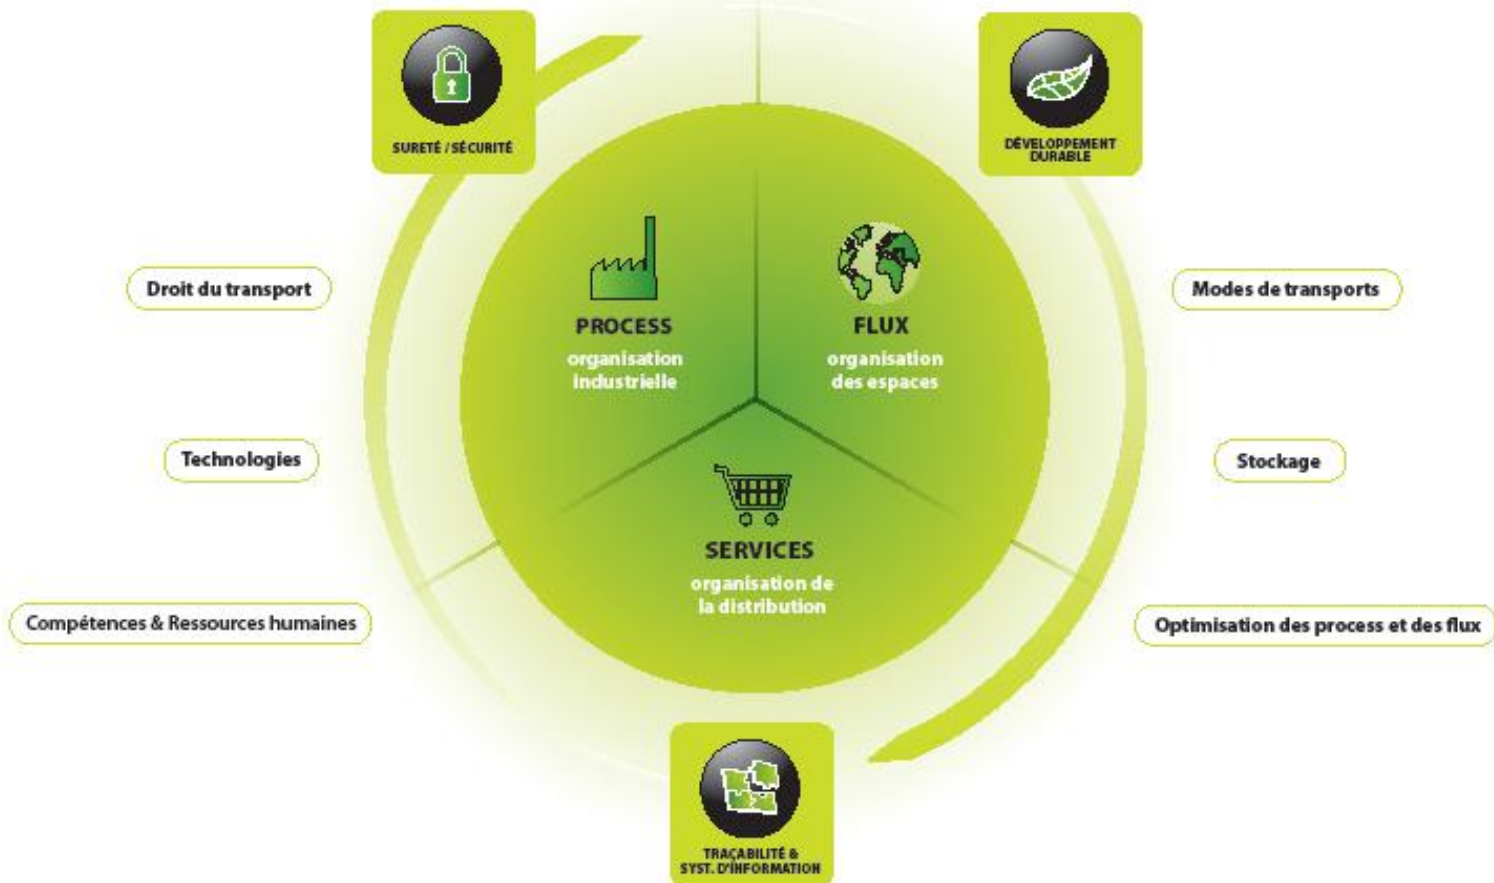 SURETÉ / SÉCURITÉ
DÉVELOPPEMENT
DURABLE
Droit du transport
Modes de transports
PROCESS
organisation
industrielle
FLUX
organisation
des espaces
Technologies
Stockage
SERVICES
organisation de
la distribution
Compétences & Ressources humaines
Optimisation des process et des flux
TRAÇABILITÉ &
SYST. D'INFORMATION